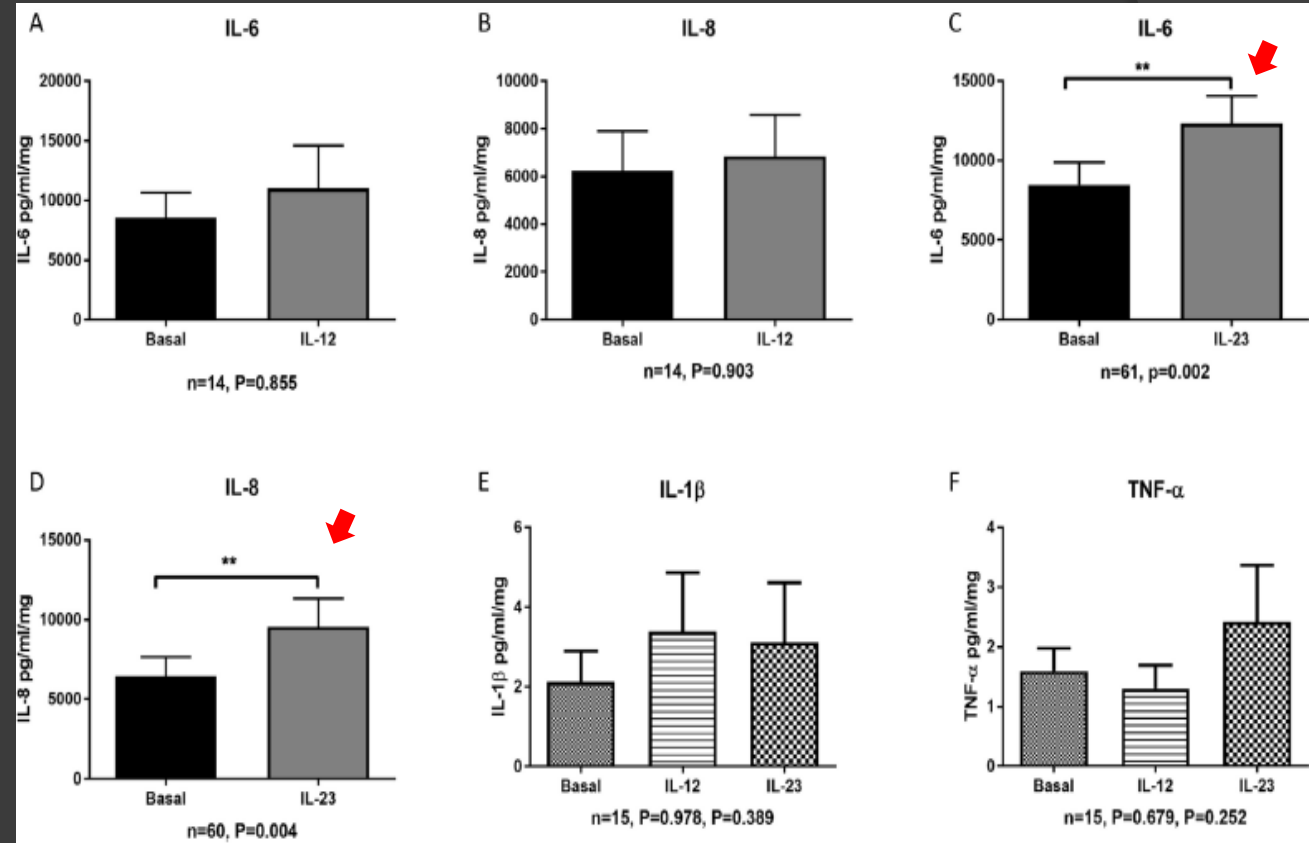 A
IL-6
IL-6 pg/ml/mg
20000
15000
10000
5000
0
Basal
IL-12
n=14, P=0.855
B
IL-8
IL-8 pg/ml/mg
10000
8000
6000
4000
2000
0
Basal
IL-12
n=14, P=0.903
C
IL-6
IL-6 pg/ml/mg
15000
10000
5000
0
**
Basal
IL-23
n=61, p=0.002
D
IL-8
IL-8 pg/ml/mg
15000
10000
5000
0
**
Basal
IL-23
n=60, P=0.004
E
IL-1β
IL-1β pg/ml/mg
6
4
2
0
Basal
IL-12
IL-23
n=15, P=0.978, P=0.389
F
TNF-α
TNF-α pg/ml/mg
4
3
2
1
0
Basal
IL-12
IL-23
n=15, P=0.679, P=0.252